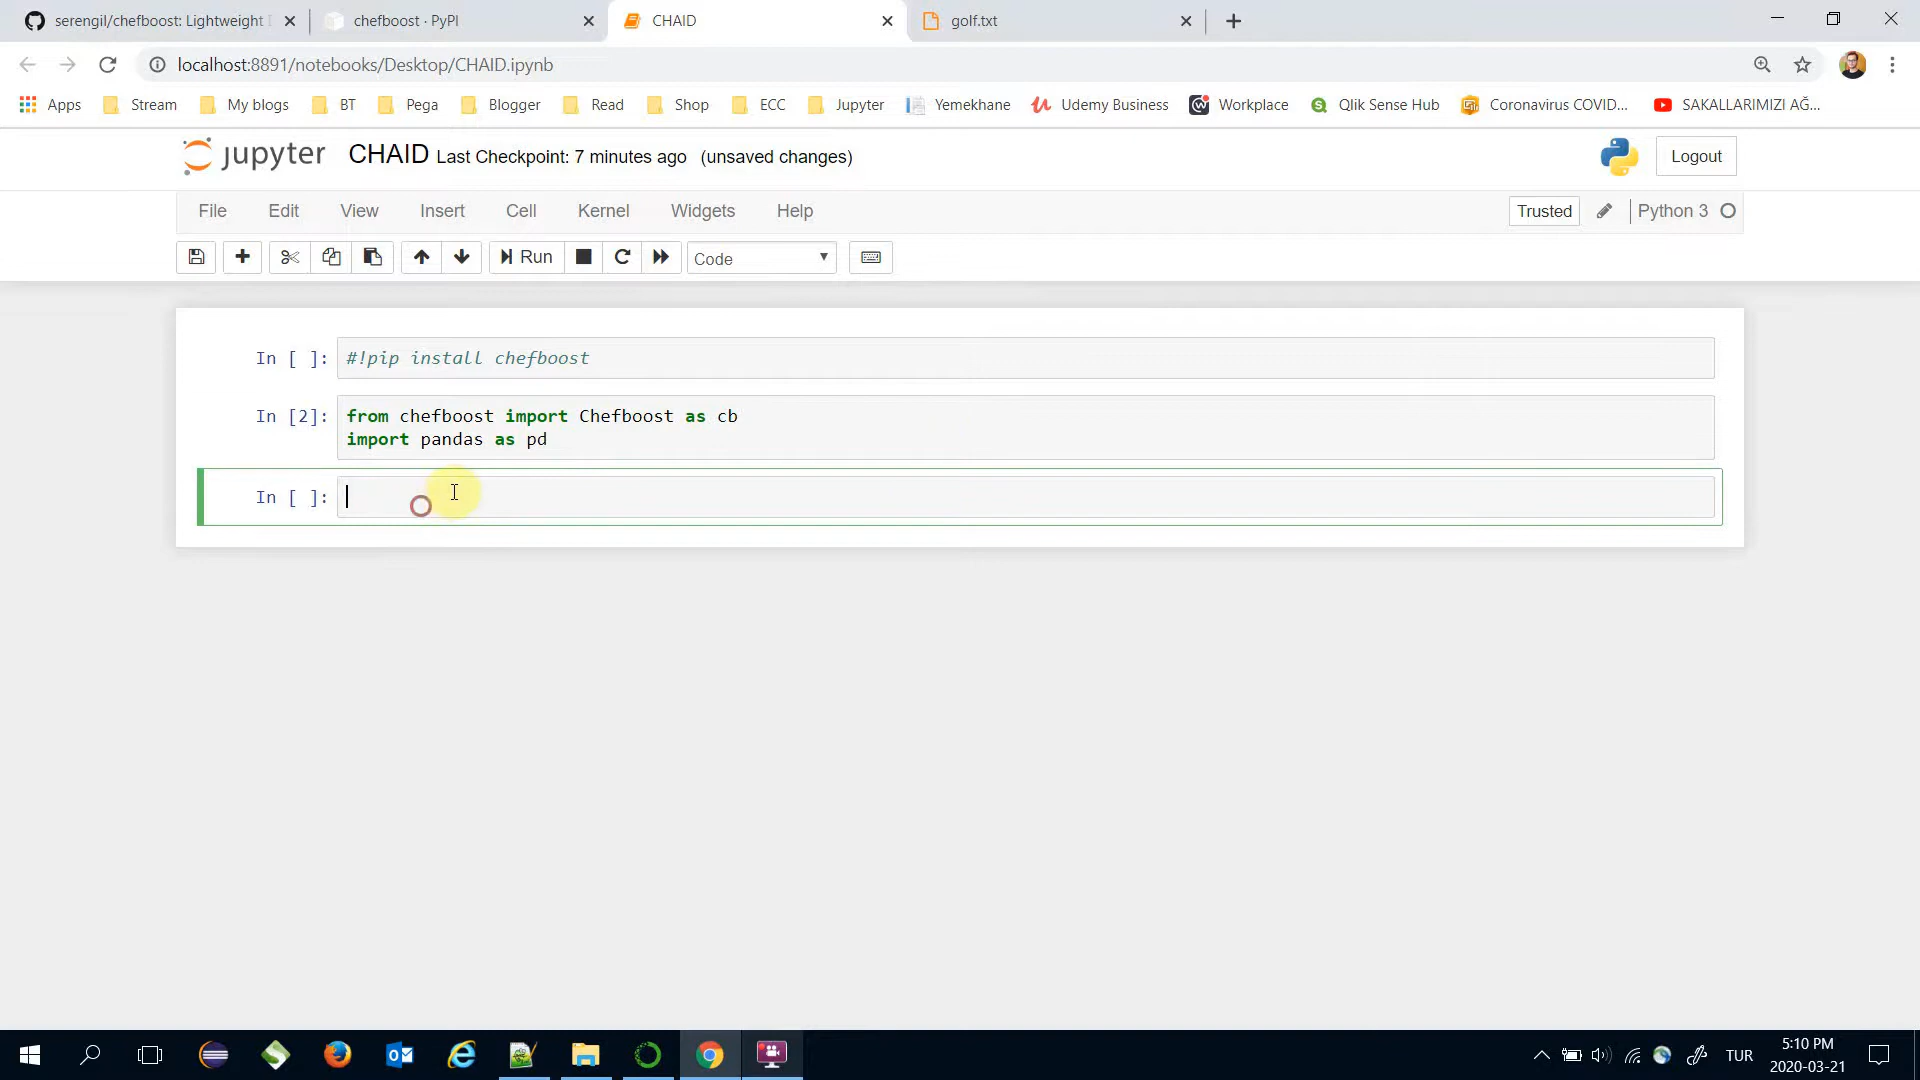 serengil/chefboost: Lightweight
chefboost · PyPI
CHAID
golf.txt
localhost:8891/notebooks/Desktop/CHAID.ipynb
Apps
Stream
My blogs
BT
Pega
Blogger
Read
Shop
ECC
Jupyter
Yemekhane
Udemy Business
Workplace
Qlik Sense Hub
Coronavirus COVID...
SAKALLARIMIZI AĞ...
jupyter CHAID Last Checkpoint: 7 minutes ago (unsaved changes)
Logout
File Edit View Insert Cell Kernel Widgets Help
Trusted
Python 3
Run
Code
In [ ]: #!pip install chefboost
In [2]: from chefboost import Chefboost as cb
import pandas as pd
In [ ]:
TUR
5:10 PM
2020-03-21